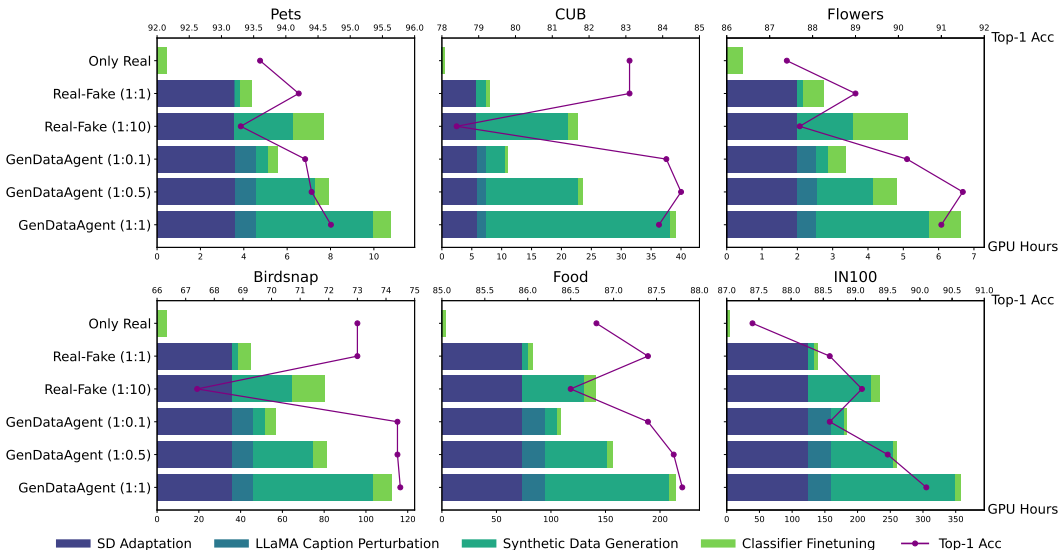 Pets CUB Flowers
92.0 92.5 93.0 93.5 94.0 94.5 95.0 95.5 96.0 78 79 80 81 82 83 84 85 86 87 88 89 90 91 92
Top-1 Acc
Only Real
Real-Fake (1:1)
Real-Fake (1:10)
GenDataAgent (1:0.1)
GenDataAgent (1:0.5)
GenDataAgent (1:1)
GPU Hours
0 2 4 6 8 10 0 5 10 15 20 25 30 35 40 0 1 2 3 4 5 6 7
Birdsnap Food IN100
66 67 68 69 70 71 72 73 74 75 85.0 85.5 86.0 86.5 87.0 87.5 88.0 87.0 87.5 88.0 88.5 89.0 89.5 90.0 90.5 91.0
Top-1 Acc
Only Real
Real-Fake (1:1)
Real-Fake (1:10)
GenDataAgent (1:0.1)
GenDataAgent (1:0.5)
GenDataAgent (1:1)
GPU Hours
0 20 40 60 80 100 120 0 50 100 150 200 0 50 100 150 200 250 300 350
SD Adaptation LLaMA Caption Perturbation Synthetic Data Generation Classifier Finetuning Top-1 Acc